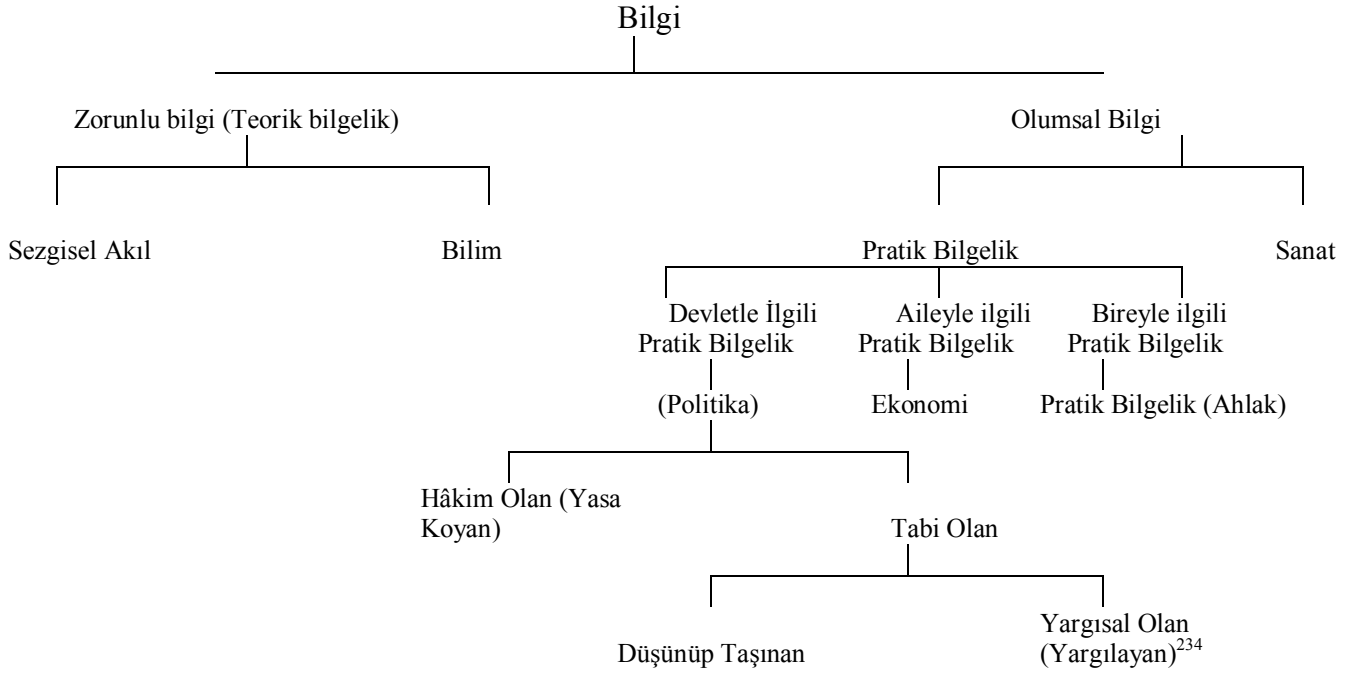 Bilgi
Zorunlu bilgi (Teorik bilgelik)
Olumsal Bilgi
Sezgisel Akıl
Bilim
Pratik Bilgelik
Sanat
Devletle İlgili
Pratik Bilgelik
Aileyle ilgili
Pratik Bilgelik
Bireyle ilgili
Pratik Bilgelik
(Politika)
Ekonomi
Pratik Bilgelik (Ahlak)
Hâkim Olan (Yasa
Koyan)
Tabi Olan
Düşünüp Taşınan
Yargısal Olan
(Yargılayan)234